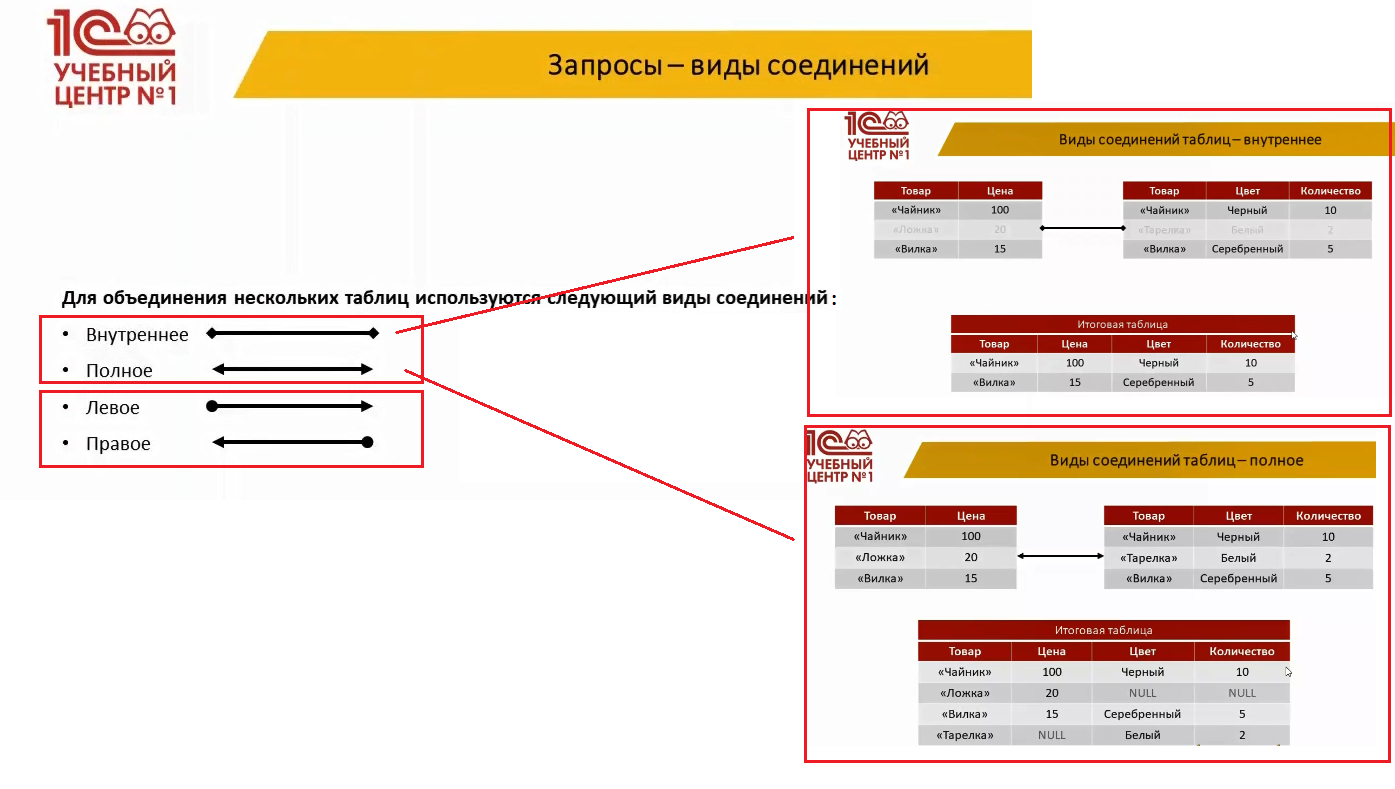 1С
УЧЕБНЫЙ
ЦЕНТР №1
Запросы – виды соединений
Для объединения нескольких таблиц используются следующий виды соединений :
• Внутреннее
• Полное
• Левое
• Правое
1С
УЧЕБНЫЙ
ЦЕНТР №1
Виды соединений таблиц – внутреннее
Товар Цена
«Чайник» 100
«Ложка» 20
«Вилка» 15
Товар Цвет Количество
«Чайник» Черный 10
«Тарелка» Белый 2
«Вилка» Серебренный 5
Итоговая таблица
Товар Цена Цвет Количество
«Чайник» 100 Черный 10
«Вилка» 15 Серебренный 5
1С
УЧЕБНЫЙ
ЦЕНТР №1
Виды соединений таблиц – полное
Товар Цена
«Чайник» 100
«Ложка» 20
«Вилка» 15
Товар Цвет Количество
«Чайник» Черный 10
«Тарелка» Белый 2
«Вилка» Серебренный 5
Итоговая таблица
Товар Цена Цвет Количество
«Чайник» 100 Черный 10
«Ложка» 20 NULL NULL
«Вилка» 15 Серебренный 5
«Тарелка» NULL Белый 2